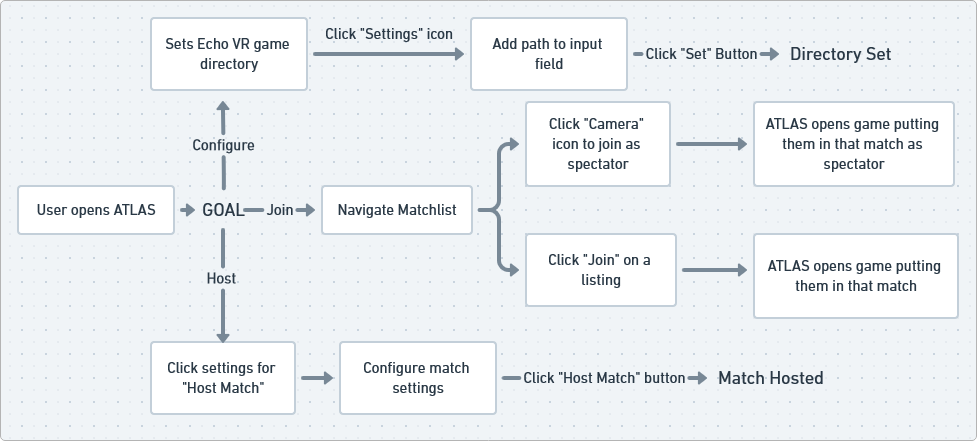 Sets Echo VR game
directory
Click "Settings" icon
Add path to input
field
Click "Set" Button
Directory Set
Configure
Click "Camera"
icon to join as
spectator
ATLAS opens game putting
them in that match as
spectator
User opens ATLAS
GOAL
Join
Navigate Matchlist
Click "Join" on a
listing
ATLAS opens game putting
them in that match
Host
Click settings for
"Host Match"
Configure match
settings
Click "Host Match" button
Match Hosted